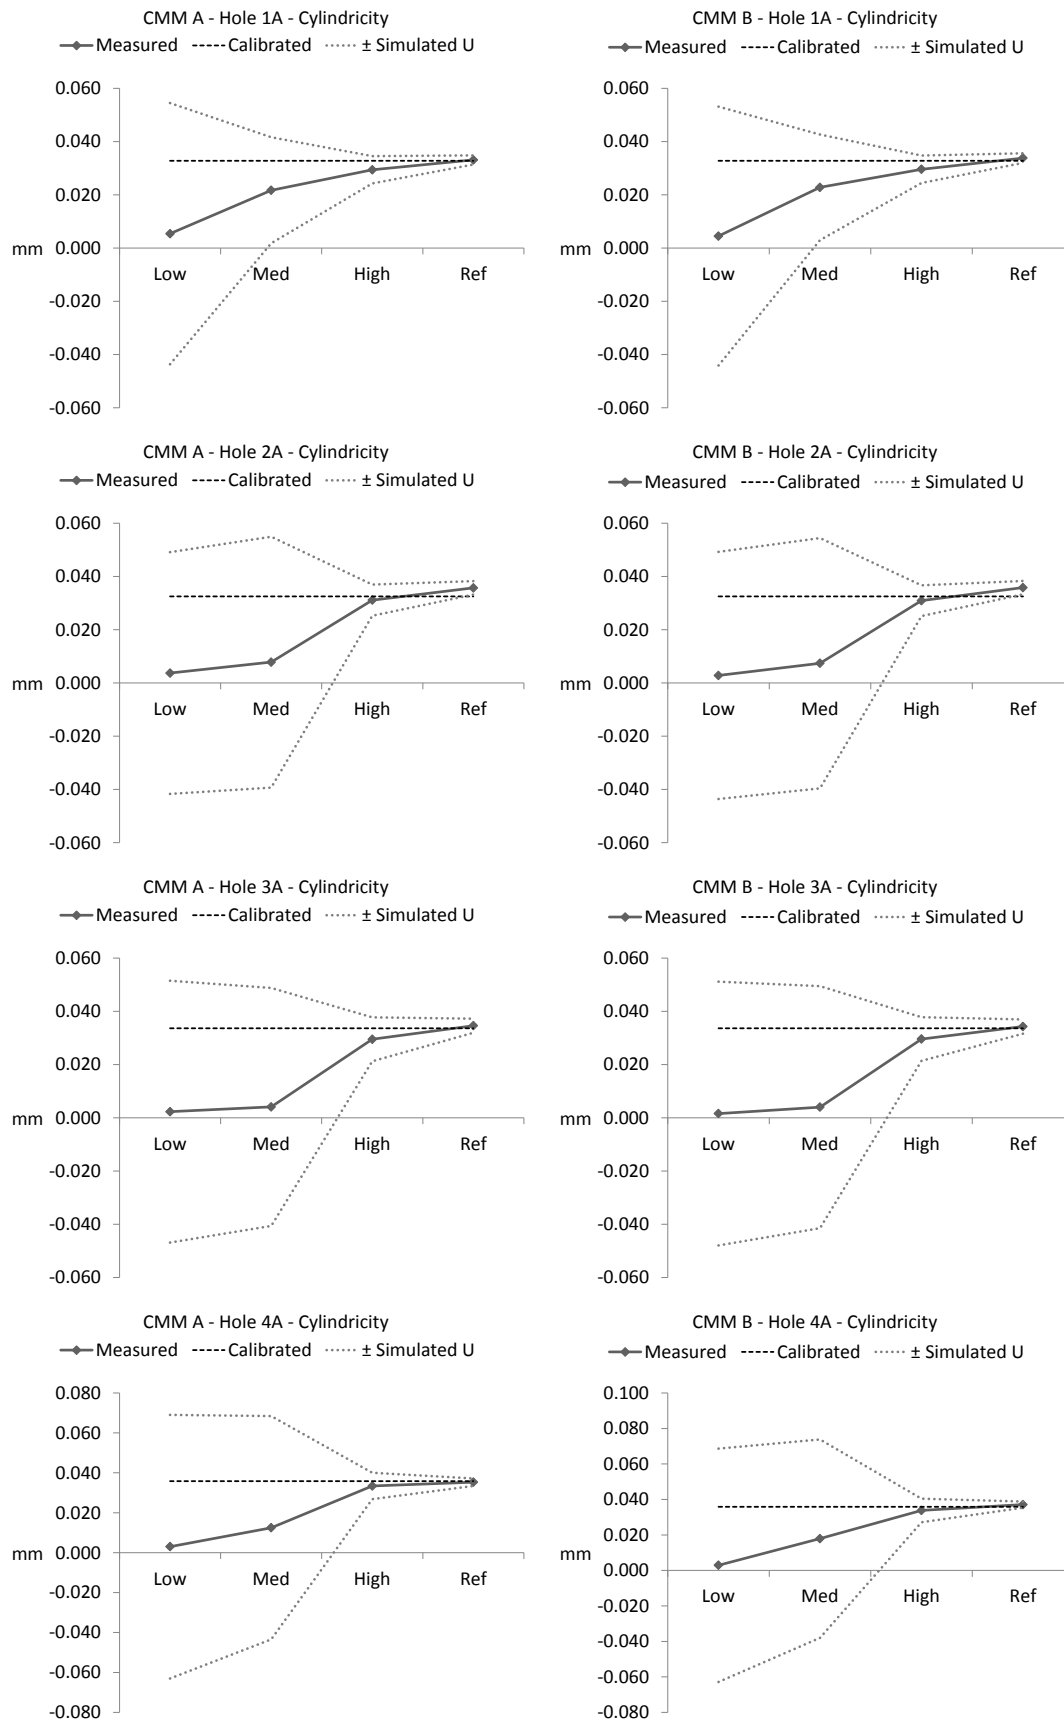 CMM A - Hole 1A - Cylindricity
Measured Calibrated ± Simulated U
0.060
0.040
0.020
mm 0.000
Low Med High Ref
-0.020
-0.040
-0.060
CMM B - Hole 1A - Cylindricity
Measured Calibrated ± Simulated U
0.060
0.040
0.020
mm 0.000
Low Med High Ref
-0.020
-0.040
-0.060
CMM A - Hole 2A - Cylindricity
Measured Calibrated ± Simulated U
0.060
0.040
0.020
mm 0.000
Low Med High Ref
-0.020
-0.040
-0.060
CMM B - Hole 2A - Cylindricity
Measured Calibrated ± Simulated U
0.060
0.040
0.020
mm 0.000
Low Med High Ref
-0.020
-0.040
-0.060
CMM A - Hole 3A - Cylindricity
Measured Calibrated ± Simulated U
0.060
0.040
0.020
mm 0.000
Low Med High Ref
-0.020
-0.040
-0.060
CMM B - Hole 3A - Cylindricity
Measured Calibrated ± Simulated U
0.060
0.040
0.020
mm 0.000
Low Med High Ref
-0.020
-0.040
-0.060
CMM A - Hole 4A - Cylindricity
Measured Calibrated ± Simulated U
0.080
0.060
0.040
0.020
mm 0.000
Low Med High Ref
-0.020
-0.040
-0.060
-0.080
CMM B - Hole 4A - Cylindricity
Measured Calibrated ± Simulated U
0.100
0.080
0.060
0.040
0.020
mm
0.000
Low Med High Ref
-0.020
-0.040
-0.060
-0.080